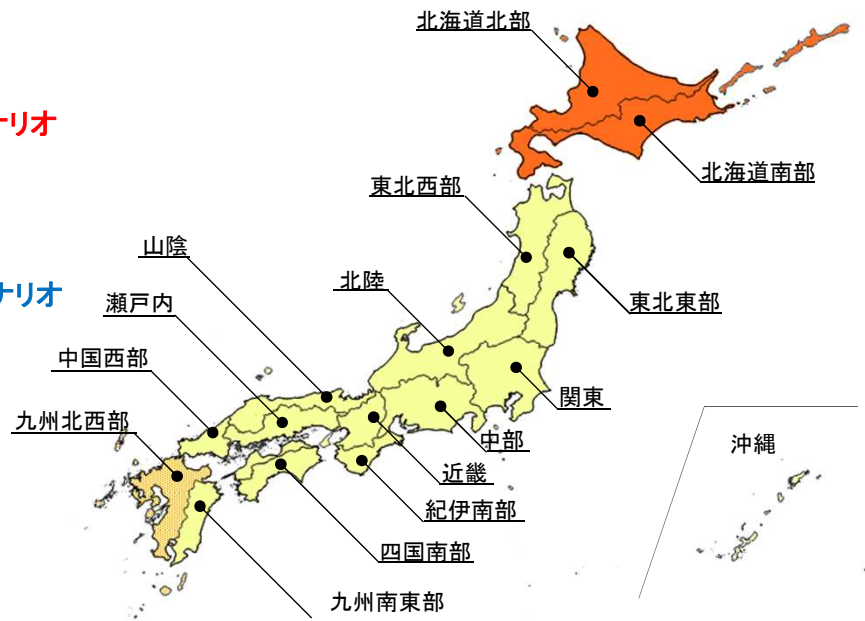 北海道北部
ナリオ
北海道南部
東北西部
山陰
北陸
ナリオ
瀬戸内
東北東部
中国西部
関東
九州北西部
中部
沖縄
近畿
紀伊南部
四国南部
九州南東部